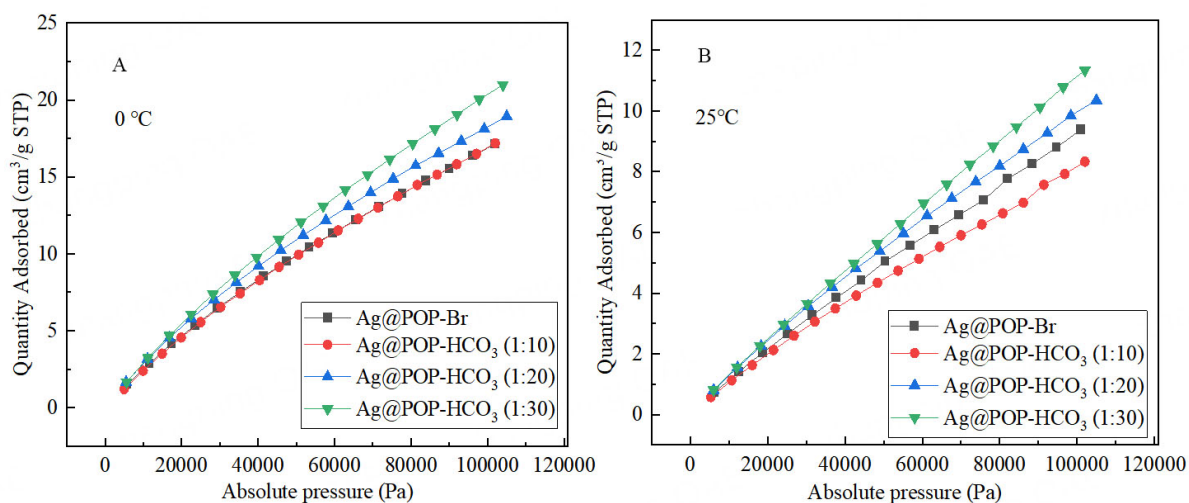 A
0 ℃
Quantity Adsorbed (cm³/g STP)
25
20
15
10
5
0
Ag@POP-Br
Ag@POP-HCO₃ (1:10)
Ag@POP-HCO₃ (1:20)
Ag@POP-HCO₃ (1:30)
0 20000 40000 60000 80000 100000 120000
Absolute pressure (Pa)
B
25℃
Quantity Adsorbed (cm³/g STP)
12
10
8
6
4
2
0
Ag@POP-Br
Ag@POP-HCO₃ (1:10)
Ag@POP-HCO₃ (1:20)
Ag@POP-HCO₃ (1:30)
0 20000 40000 60000 80000 100000 120000
Absolute pressure (Pa)